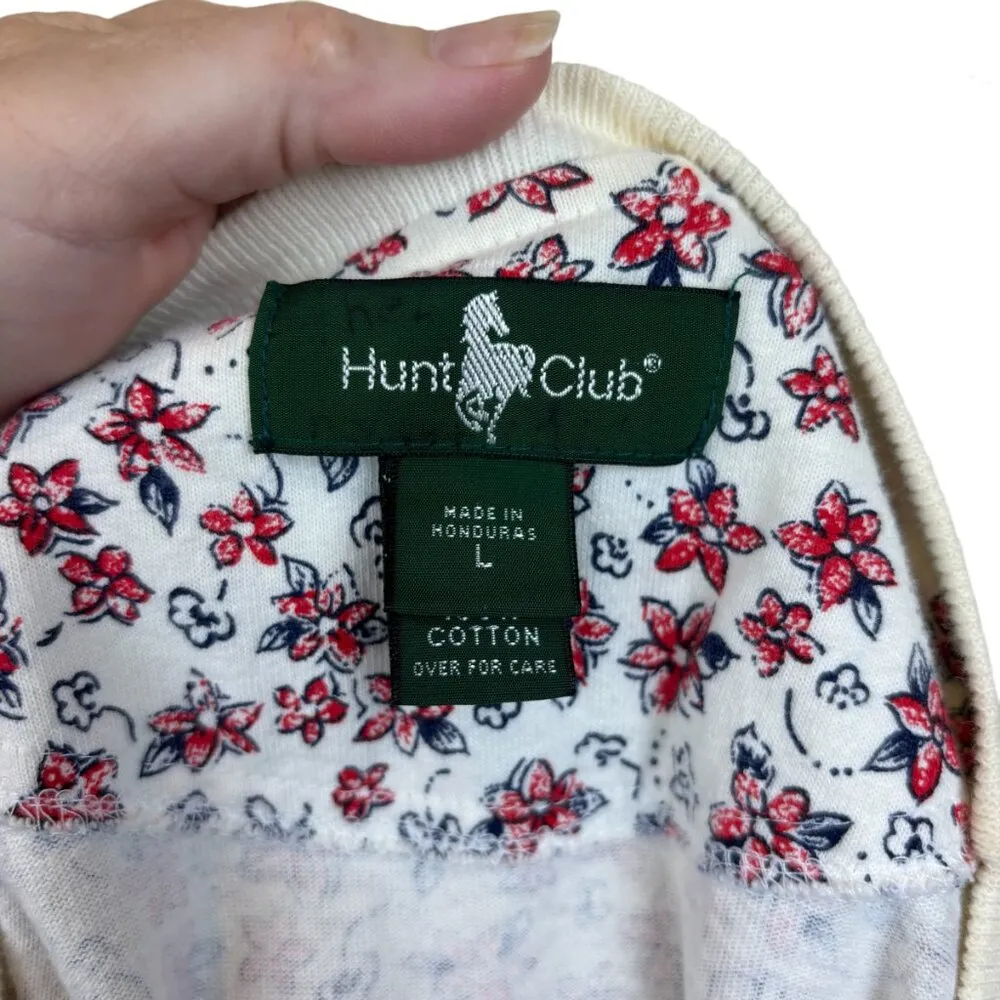 Hunt Club®
MADE IN
HONDURAS
L
COTTON
OVER FOR CARE